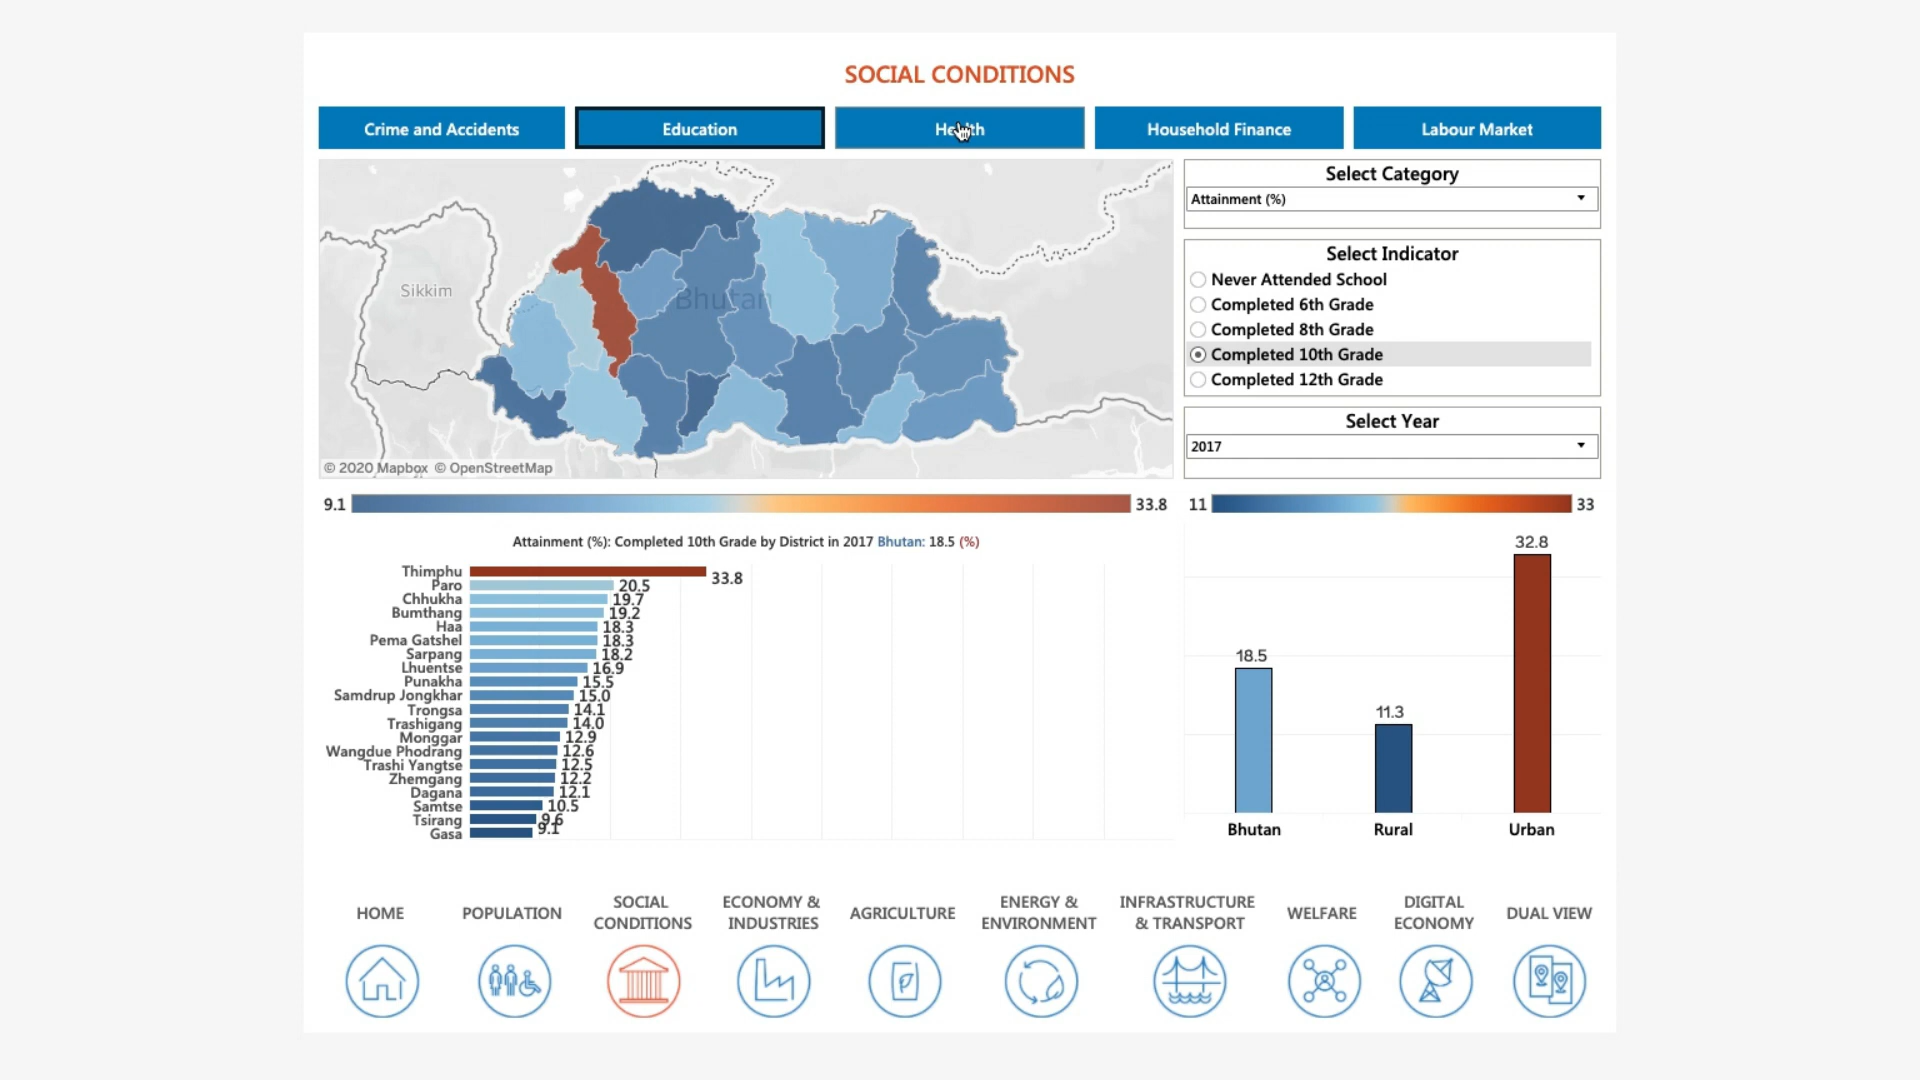 SOCIAL CONDITIONS
Crime and Accidents
Education
Health
Household Finance
Labour Market
Sikkim
Bhutan
© 2020 Mapbox © OpenStreetMap
Select Category
Attainment (%)
Select Indicator
Never Attended School
Completed 6th Grade
Completed 8th Grade
Completed 10th Grade
Completed 12th Grade
Select Year
2017
9.1
33.8
11
33
Attainment (%): Completed 10th Grade by District in 2017 Bhutan: 18.5 (%)
Thimphu 33.8
Paro 20.5
Chhukha 19.7
Bumthang 19.2
Haa 18.3
Pema Gatshel 18.3
Sarpang 18.2
Lhuentse 16.9
Punakha 15.5
Samdrup Jongkhar 15.0
Trongsa 14.1
Trashigang 14.0
Monggar 12.9
Wangdue Phodrang 12.6
Trashi Yangtse 12.5
Zhemgang 12.2
Dagana 12.1
Samtse 10.5
Tsirang 9.6
Gasa 9.1
18.5
11.3
32.8
Bhutan
Rural
Urban
HOME
POPULATION
SOCIAL
CONDITIONS
ECONOMY &
INDUSTRIES
AGRICULTURE
ENERGY &
ENVIRONMENT
INFRASTRUCTURE
& TRANSPORT
WELFARE
DIGITAL
ECONOMY
DUAL VIEW